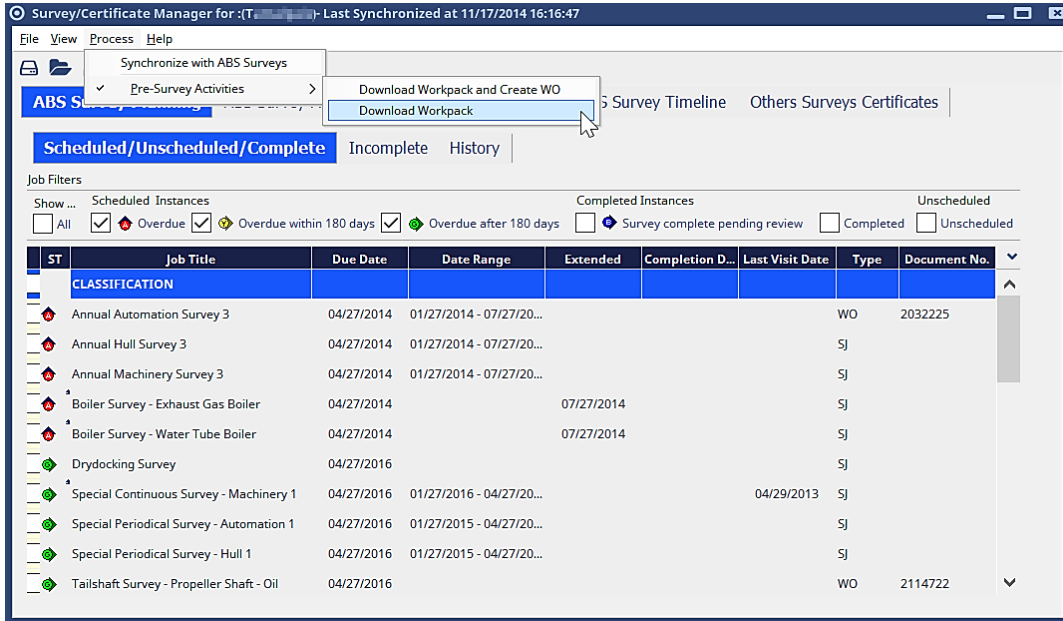 Survey/Certificate Manager for :(T        )- Last Synchronized at 11/17/2014 16:16:47
File View Process Help
Synchronize with ABS Surveys
Pre-Survey Activities
Download Workpack and Create WO
Download Workpack
ABS Survey Timeline Others Surveys Certificates
Scheduled/Unscheduled/Complete Incomplete History
Job Filters
Show ... Scheduled Instances Completed Instances Unscheduled
All Overdue Overdue within 180 days Overdue after 180 days Survey complete pending review Completed Unscheduled
ST Job Title Due Date Date Range Extended Completion D... Last Visit Date Type Document No.
CLASSIFICATION
Annual Automation Survey 3 04/27/2014 01/27/2014 - 07/27/20... WO 2032225
Annual Hull Survey 3 04/27/2014 01/27/2014 - 07/27/20... SJ
Annual Machinery Survey 3 04/27/2014 01/27/2014 - 07/27/20... SJ
Boiler Survey - Exhaust Gas Boiler 04/27/2014 07/27/2014 SJ
Boiler Survey - Water Tube Boiler 04/27/2014 07/27/2014 SJ
Drydocking Survey 04/27/2016 SJ
Special Continuous Survey - Machinery 1 04/27/2016 01/27/2016 - 04/27/20... 04/29/2013 SJ
Special Periodical Survey - Automation 1 04/27/2016 01/27/2015 - 04/27/20... SJ
Special Periodical Survey - Hull 1 04/27/2016 01/27/2015 - 04/27/20... SJ
Tailshaft Survey - Propeller Shaft - Oil 04/27/2016 WO 2114722